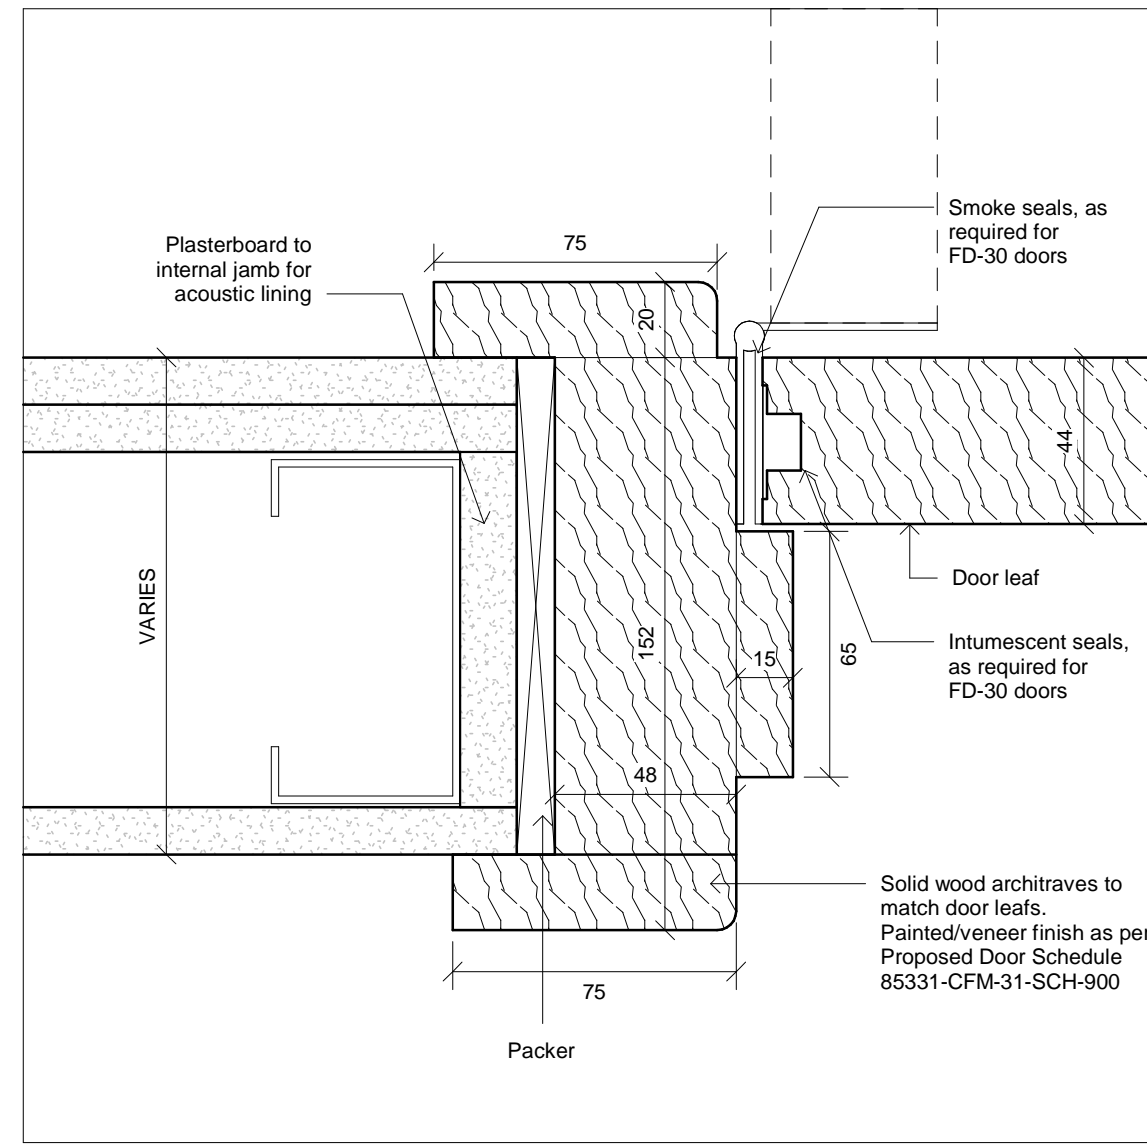 75
Smoke seals, as
required for
FD-30 doors
Plasterboard to
internal jamb for
acoustic lining
20
44
Door leaf
VARIES
152
15
65
Intumescent seals,
as required for
FD-30 doors
48
Solid wood architraves to
match door leafs.
Painted/veneer finish as per
Proposed Door Schedule
85331-CFM-31-SCH-900
75
Packer